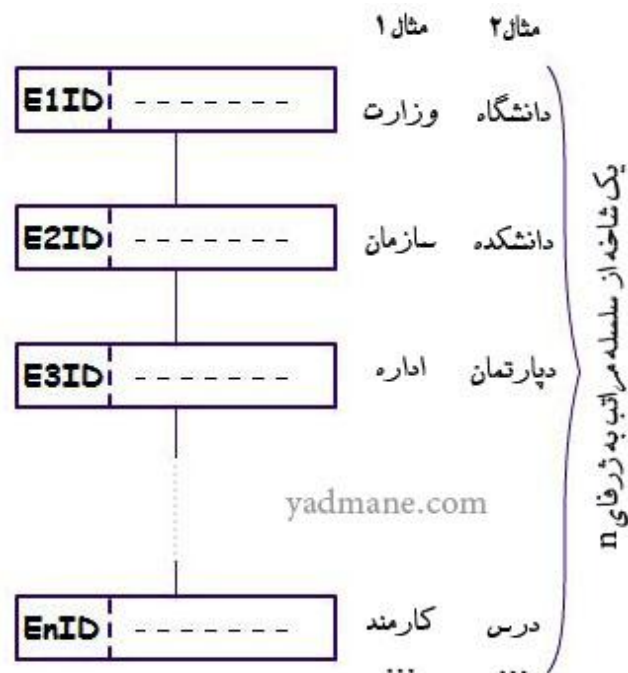 مثال۲ مثال۱
E1ID وزارت دانشگاه
E2ID سازمان دانشکده
E3ID اداره دپارتمان
yadmane.com
EnID کارمند درس
... ...
یک شاخه از سلسله مراتب به ژرفای n